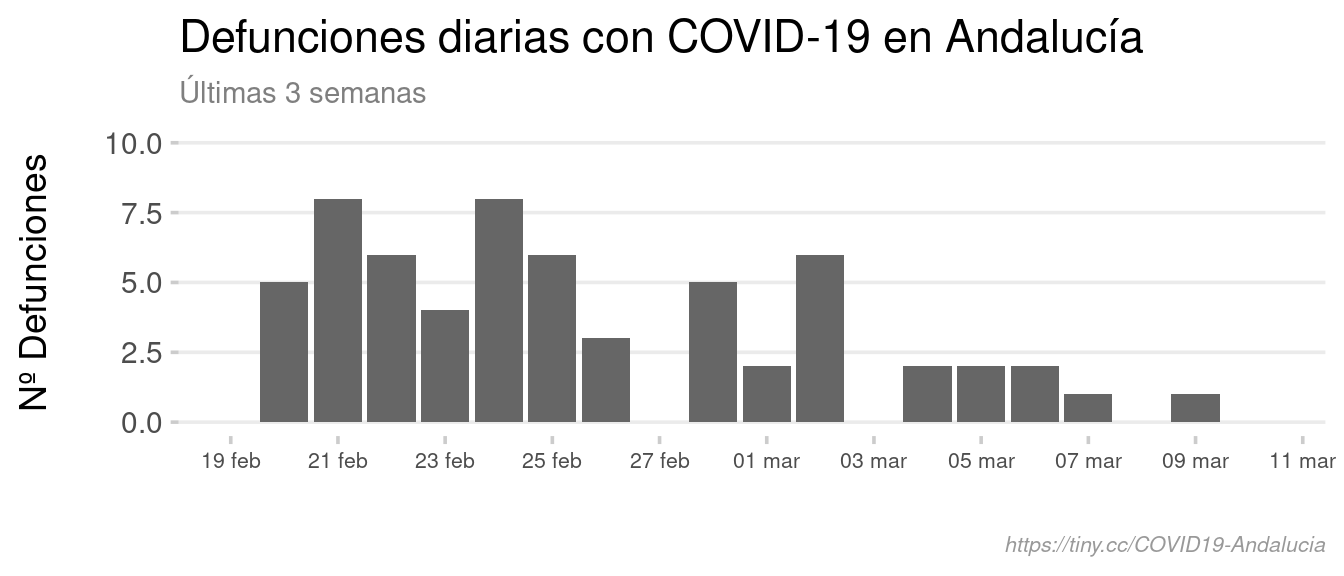 Defunciones diarias con COVID-19 en Andalucía
Últimas 3 semanas
Nº Defunciones
10.0
7.5
5.0
2.5
0.0
19 feb 21 feb 23 feb 25 feb 27 feb 01 mar 03 mar 05 mar 07 mar 09 mar 11 mar
https://tiny.cc/COVID19-Andalucia